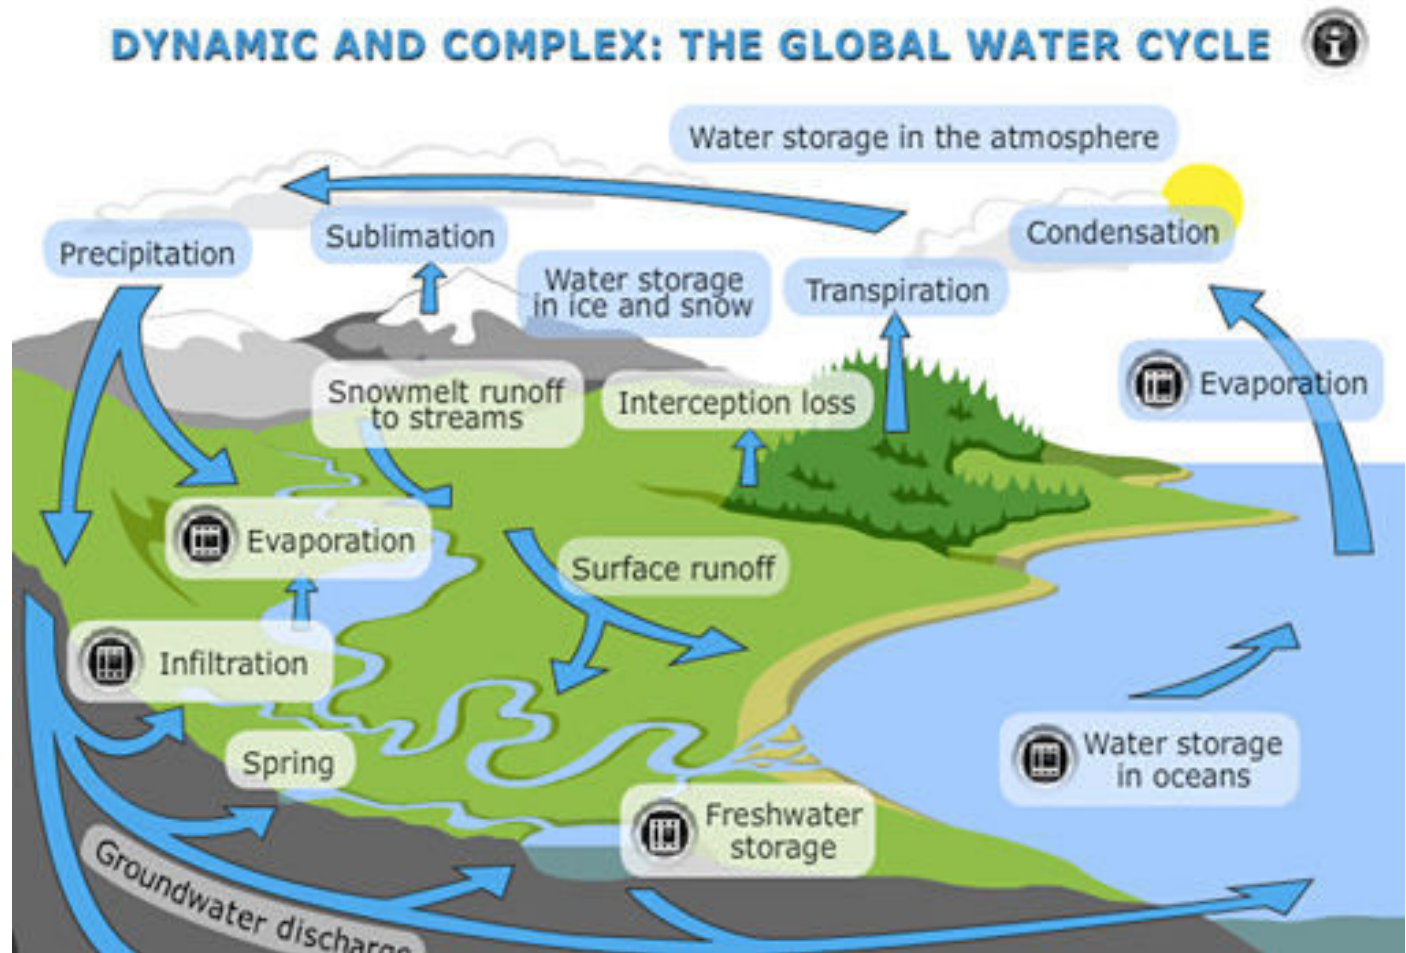 DYNAMIC AND COMPLEX: THE GLOBAL WATER CYCLE
Water storage in the atmosphere
Precipitation
Sublimation
Condensation
Water storage
in ice and snow
Transpiration
Evaporation
Snowmelt runoff
to streams
Interception loss
Evaporation
Surface runoff
Infiltration
Spring
Water storage
in oceans
Freshwater
storage
Groundwater discharge